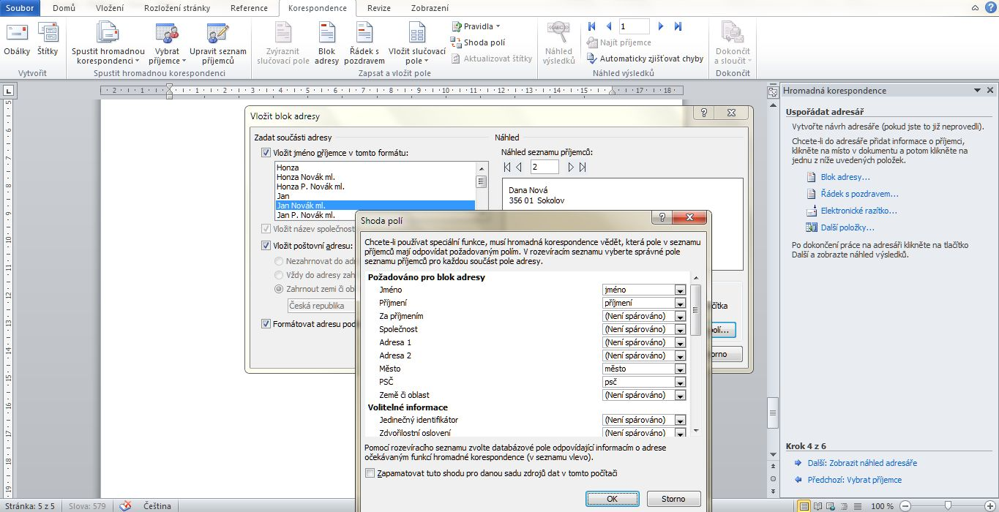 Soubor Domů Vložení Rozložení stránky Reference Korespondence Revize Zobrazení
Obálky Štítky
Vytvořit
Spustit hromadnou korespondenci
Vybrat příjemce
Upravit seznam příjemců
Spustit hromadnou korespondenci
Zvýraznit slučovací pole
Blok adresy
Řádek s pozdravem
Vložit slučovací pole
Pravidla
Shoda polí
Aktualizovat štítky
Zapsat a vložit pole
Náhled výsledků
1
Najít příjemce
Automaticky zjišťovat chyby
Náhled výsledků
Dokončit a sloučit
Dokončit
2 1 1 2 3 4 5 6 7 8 9 10 11 12 13 14 15 17 18
Vložit blok adresy
Zadat součásti adresy
Vložit jméno příjemce v tomto formátu:
Honza
Honza Novák ml.
Honza P. Novák ml.
Jan
Jan Novák ml.
Jan P. Novák ml.
Vložit název společnost
Vložit poštovní adresu:
Nezahrnovat do adr
Vždy do adresy zah
Zahrnout zemi či ob
Česká republika
Formátovat adresu pod
Náhled
Náhled seznamu příjemců:
2
Dana Nová
356 01 Sokolov
čítka
polí...
orno
Shoda polí
Chcete-li používat speciální funkce, musí hromadná korespondence vědět, která pole v seznamu
příjemců mají odpovídat požadovaným polím. V rozevíracím seznamu vyberte správné pole
seznamu příjemců pro každou součást pole adresy.
Požadováno pro blok adresy
Jméno jméno
Příjmení příjmení
Za příjmením (Není spárováno)
Společnost (Není spárováno)
Adresa 1 (Není spárováno)
Adresa 2 (Není spárováno)
Město město
PSČ psč
Země či oblast (Není spárováno)
Volitelné informace
Jedinečný identifikátor (Není spárováno)
Zdvořilostní oslovení (Není spárováno)
Pomocí rozevíracího seznamu zvolte databázové pole odpovídající informacím o adrese
očekávaným funkcí hromadné korespondence (v seznamu vlevo).
Zapamatovat tuto shodu pro danou sadu zdrojů dat v tomto počítači
OK Storno
Hromadná korespondence
Uspořádat adresář
Vytvořte návrh adresáře (pokud jste to již neprovedli).
Chcete-li do adresáře přidat informace o příjemci,
klikněte na místo v dokumentu a potom klikněte na
jednu z níže uvedených položek.
Blok adresy...
Řádek s pozdravem...
Elektronické razítko...
Další položky...
Po dokončení práce na adresáři klikněte na tlačítko
Další a zobrazte náhled výsledků.
Krok 4 z 6
Další: Zobrazit náhled adresáře
Předchozí: Vybrat příjemce
Stránka: 5 z 5 Slova: 579 Čeština 100 %